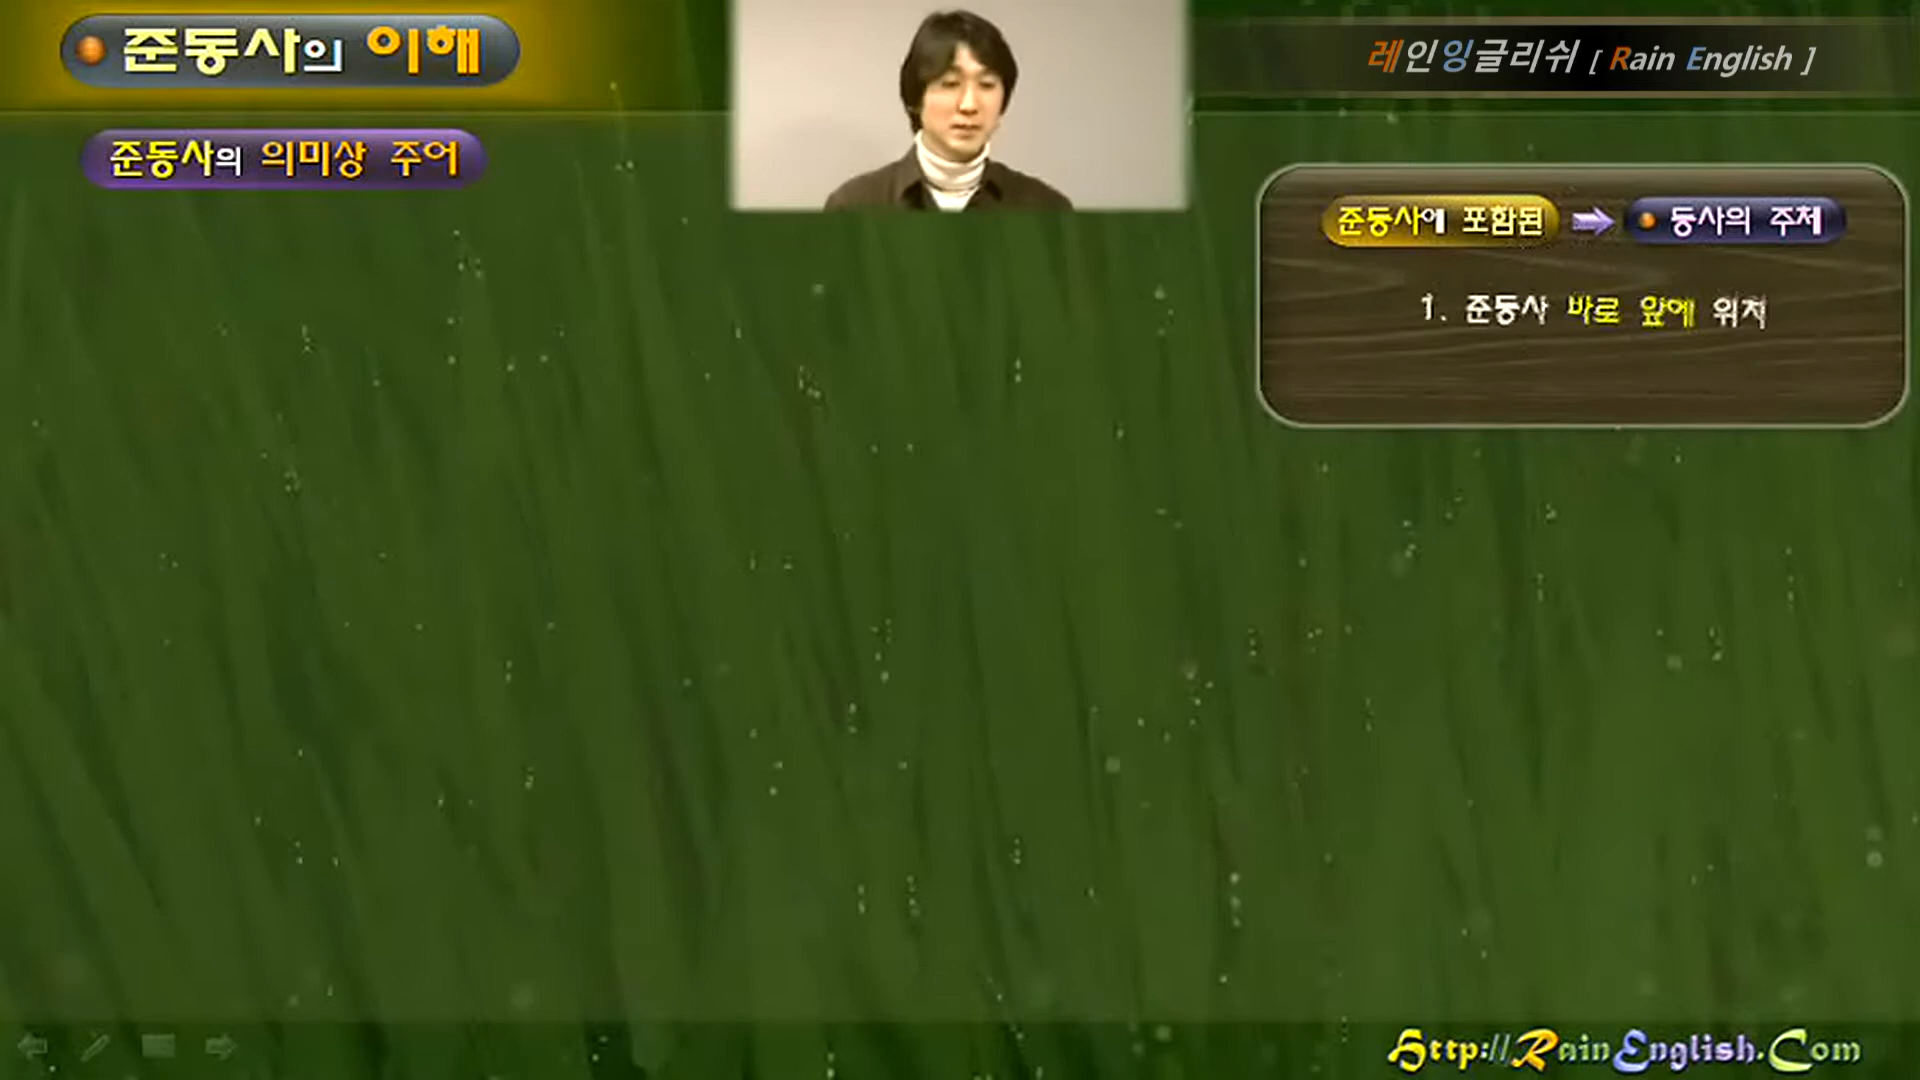 준동사의 이해
레인잉글리쉬 [ Rain English ]
준동사의 의미상 주어
준동사에 포함된 동사의 주체
1. 준동사 바로 앞에 위치
Http://RainEnglish.Com